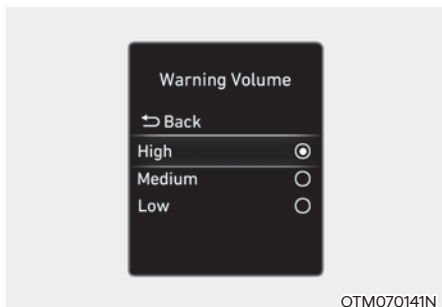 Warning Volume
Back
High
Medium
Low
OTM070141N